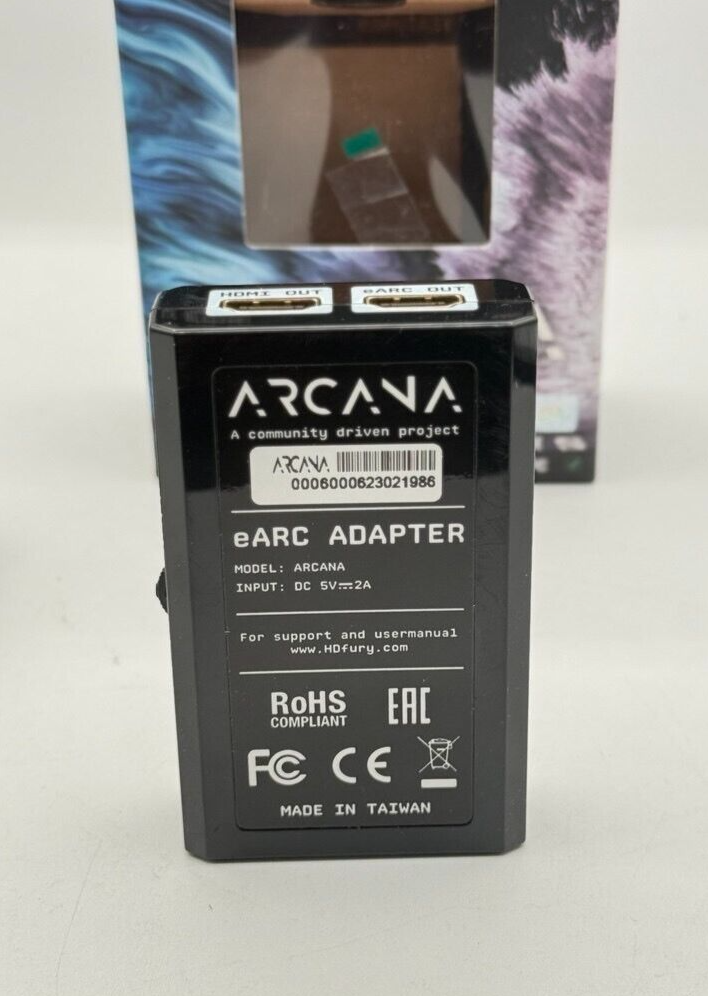 HDMI OUT
eARC OUT
ARCANA
A community driven project
ARCANA
0006000623021986
eARC ADAPTER
MODEL: ARCANA
INPUT: DC 5V⎓2A
For support and usermanual
www.HDfury.com
RoHS
COMPLIANT
EAC
FC CE
MADE IN TAIWAN